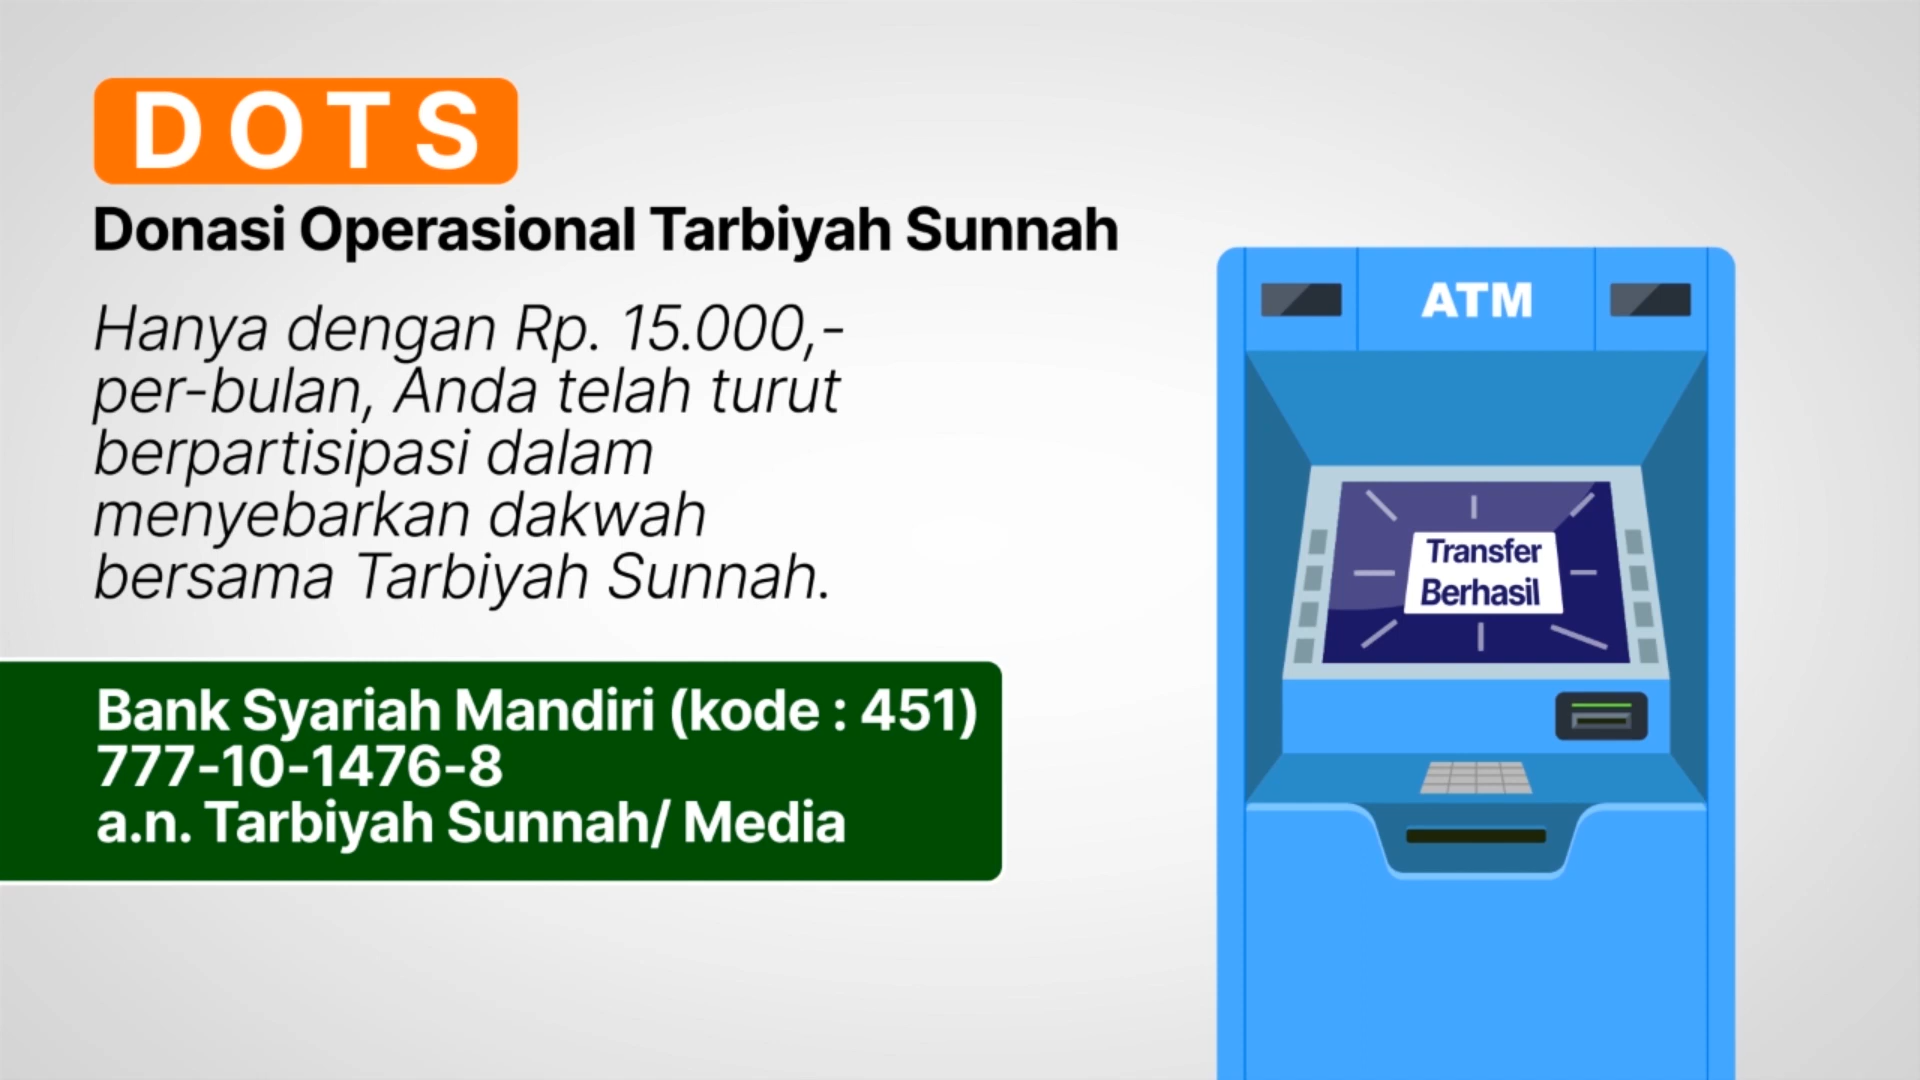 DOTS
Donasi Operasional Tarbiyah Sunnah
Hanya dengan Rp. 15.000,-
per-bulan, Anda telah turut
berpartisipasi dalam
menyebarkan dakwah
bersama Tarbiyah Sunnah.
Bank Syariah Mandiri (kode : 451)
777-10-1476-8
a.n. Tarbiyah Sunnah/ Media
ATM
Transfer
Berhasil